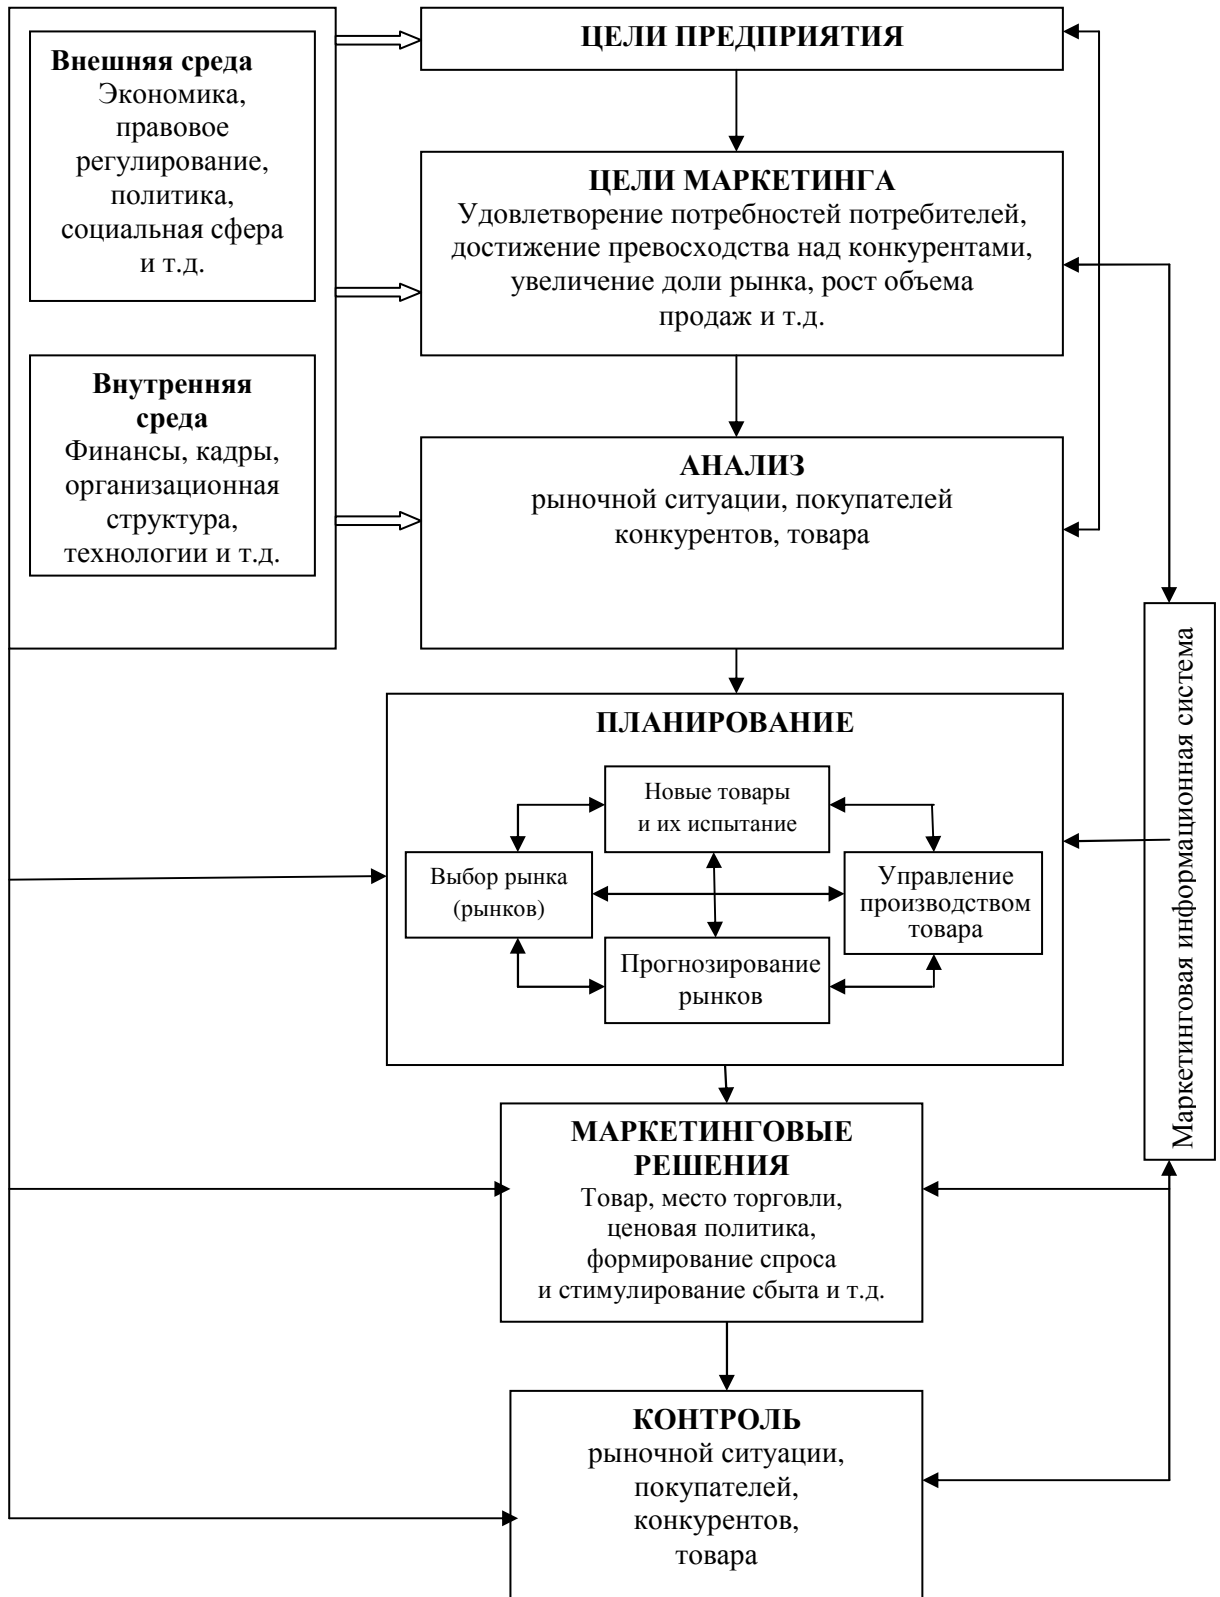 ЦЕЛИ ПРЕДПРИЯТИЯ
Внешняя среда
Экономика,
правовое
регулирование,
политика,
социальная сфера
и т.д.
ЦЕЛИ МАРКЕТИНГА
Удовлетворение потребностей потребителей,
достижение превосходства над конкурентами,
увеличение доли рынка, рост объема
продаж и т.д.
Внутренняя
среда
Финансы, кадры,
организационная
структура,
технологии и т.д.
АНАЛИЗ
рыночной ситуации, покупателей
конкурентов, товара
Маркетинговая информационная система
ПЛАНИРОВАНИЕ
Новые товары
и их испытание
Выбор рынка
(рынков)
Управление
производством
товара
Прогнозирование
рынков
МАРКЕТИНГОВЫЕ
РЕШЕНИЯ
Товар, место торговли,
ценовая политика,
формирование спроса
и стимулирование сбыта и т.д.
КОНТРОЛЬ
рыночной ситуации,
покупателей,
конкурентов,
товара